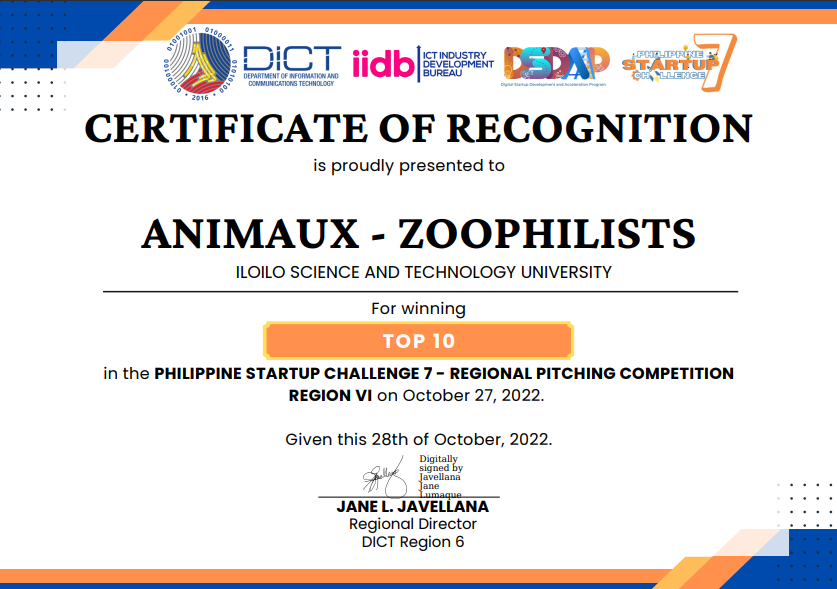 01001001 01000011 01010100 01000010
• 2016 •
DICT
DEPARTMENT OF INFORMATION AND
COMMUNICATIONS TECHNOLOGY
iidb
ICT INDUSTRY
DEVELOPMENT
BUREAU
DSDAP
Digital Startup Development and Acceleration Program
PHILIPPINE
STARTUP
CHALLENGE
7
CERTIFICATE OF RECOGNITION
is proudly presented to
ANIMAUX - ZOOPHILISTS
ILOILO SCIENCE AND TECHNOLOGY UNIVERSITY
For winning
TOP 10
in the PHILIPPINE STARTUP CHALLENGE 7 - REGIONAL PITCHING COMPETITION
REGION VI on October 27, 2022.
Given this 28th of October, 2022.
Digitally
signed by
Javellana
Jane
Lumaque
JANE L. JAVELLANA
Regional Director
DICT Region 6